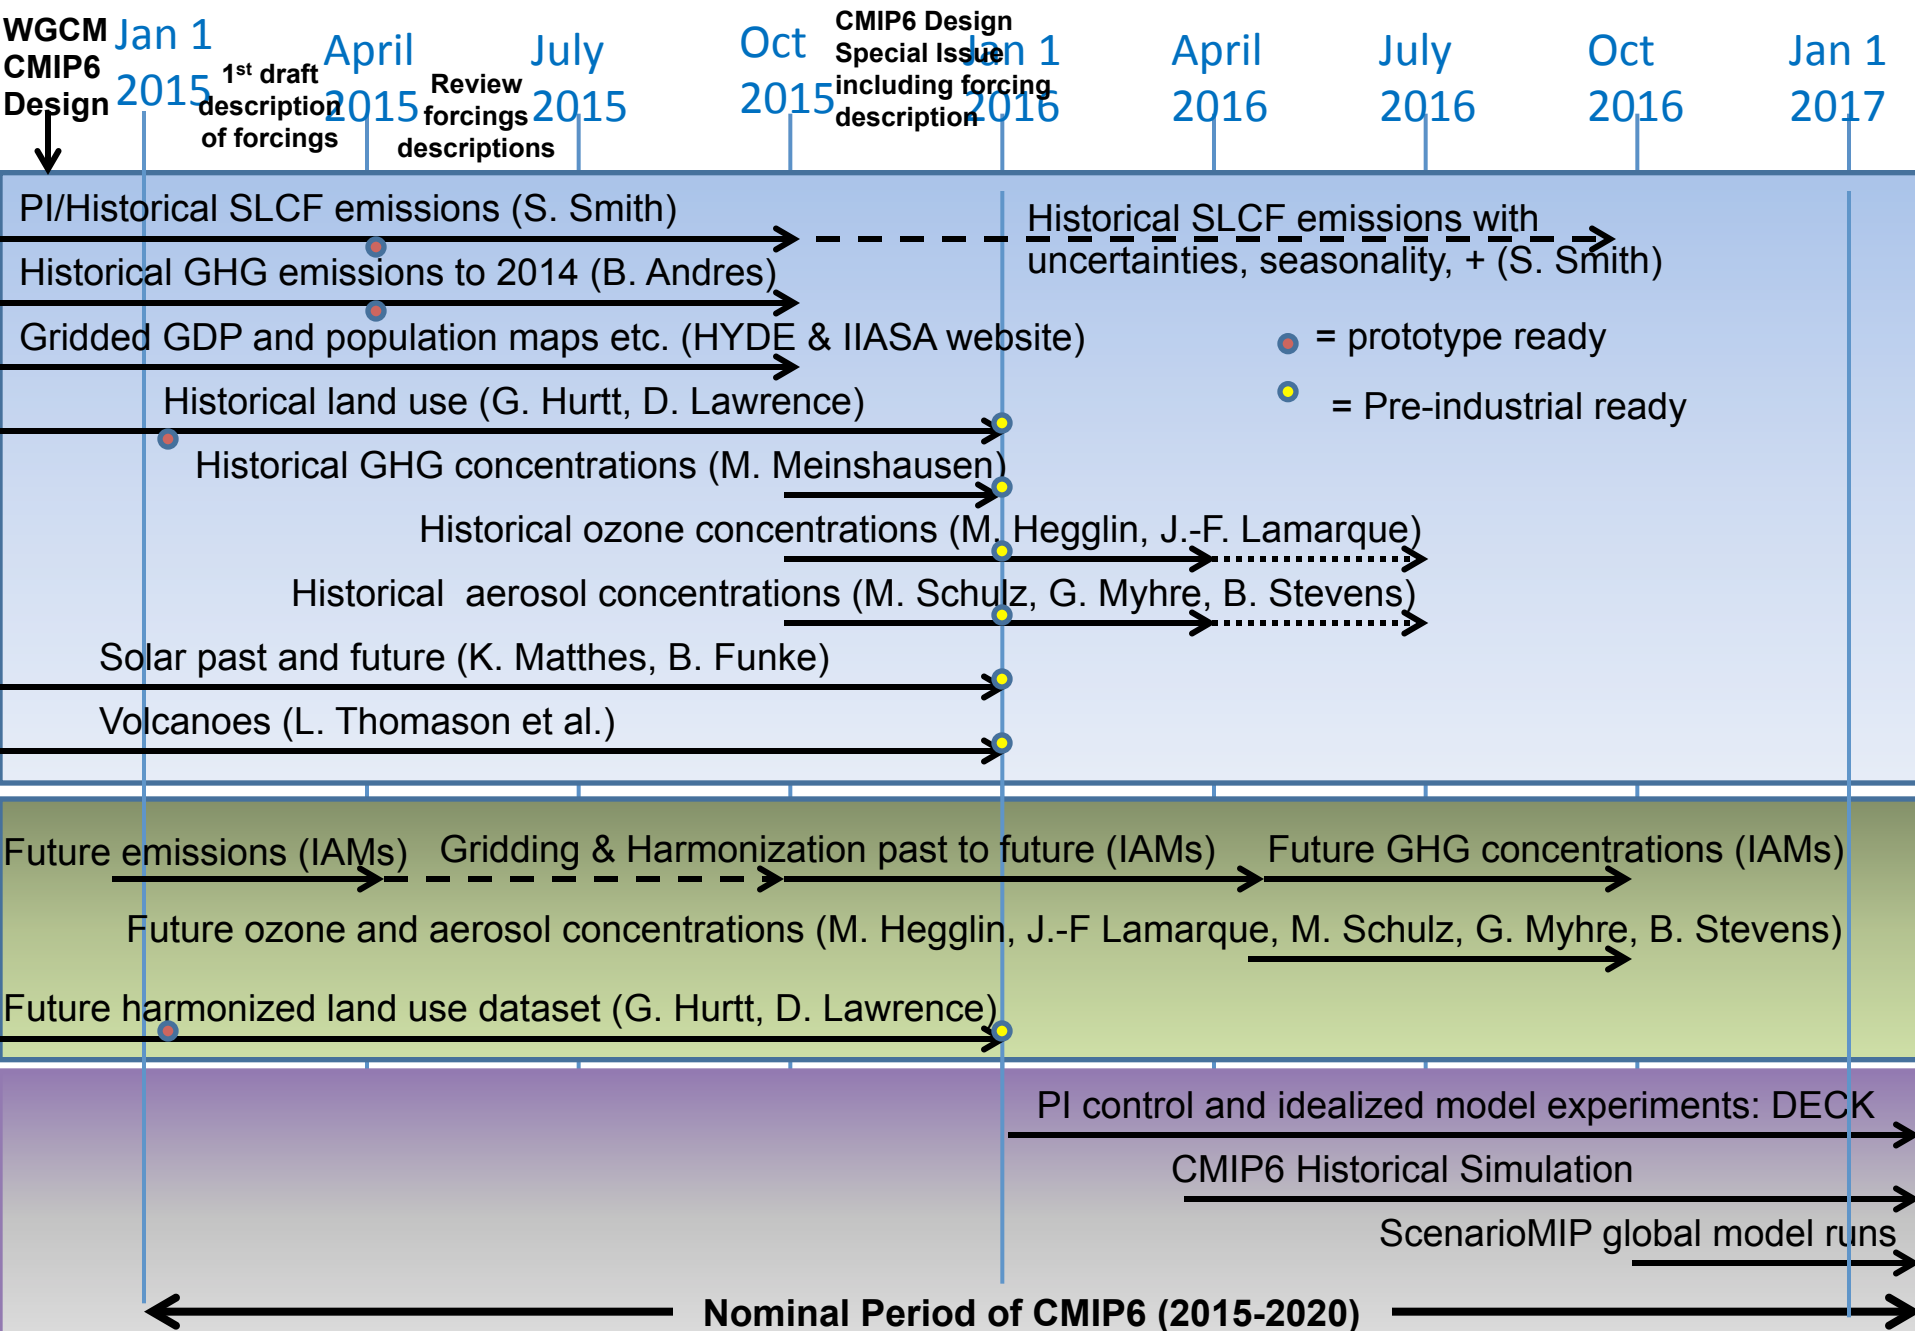 WGCM
CMIP6
Design
Jan 1
2015
1st draft
description
of forcings
April
2015
Review
forcings
descriptions
July
2015
Oct
2015
CMIP6 Design
Special Issue
including forcing
description
Jan 1
2016
April
2016
July
2016
Oct
2016
Jan 1
2017
PI/Historical SLCF emissions (S. Smith)
Historical SLCF emissions with
uncertainties, seasonality, + (S. Smith)
Historical GHG emissions to 2014 (B. Andres)
Gridded GDP and population maps etc. (HYDE & IIASA website)
= prototype ready
Historical land use (G. Hurtt, D. Lawrence)
= Pre-industrial ready
Historical GHG concentrations (M. Meinshausen)
Historical ozone concentrations (M. Hegglin, J.-F. Lamarque)
Historical aerosol concentrations (M. Schulz, G. Myhre, B. Stevens)
Solar past and future (K. Matthes, B. Funke)
Volcanoes (L. Thomason et al.)
Future emissions (IAMs)
Gridding & Harmonization past to future (IAMs)
Future GHG concentrations (IAMs)
Future ozone and aerosol concentrations (M. Hegglin, J.-F Lamarque, M. Schulz, G. Myhre, B. Stevens)
Future harmonized land use dataset (G. Hurtt, D. Lawrence)
PI control and idealized model experiments: DECK
CMIP6 Historical Simulation
ScenarioMIP global model runs
Nominal Period of CMIP6 (2015-2020)